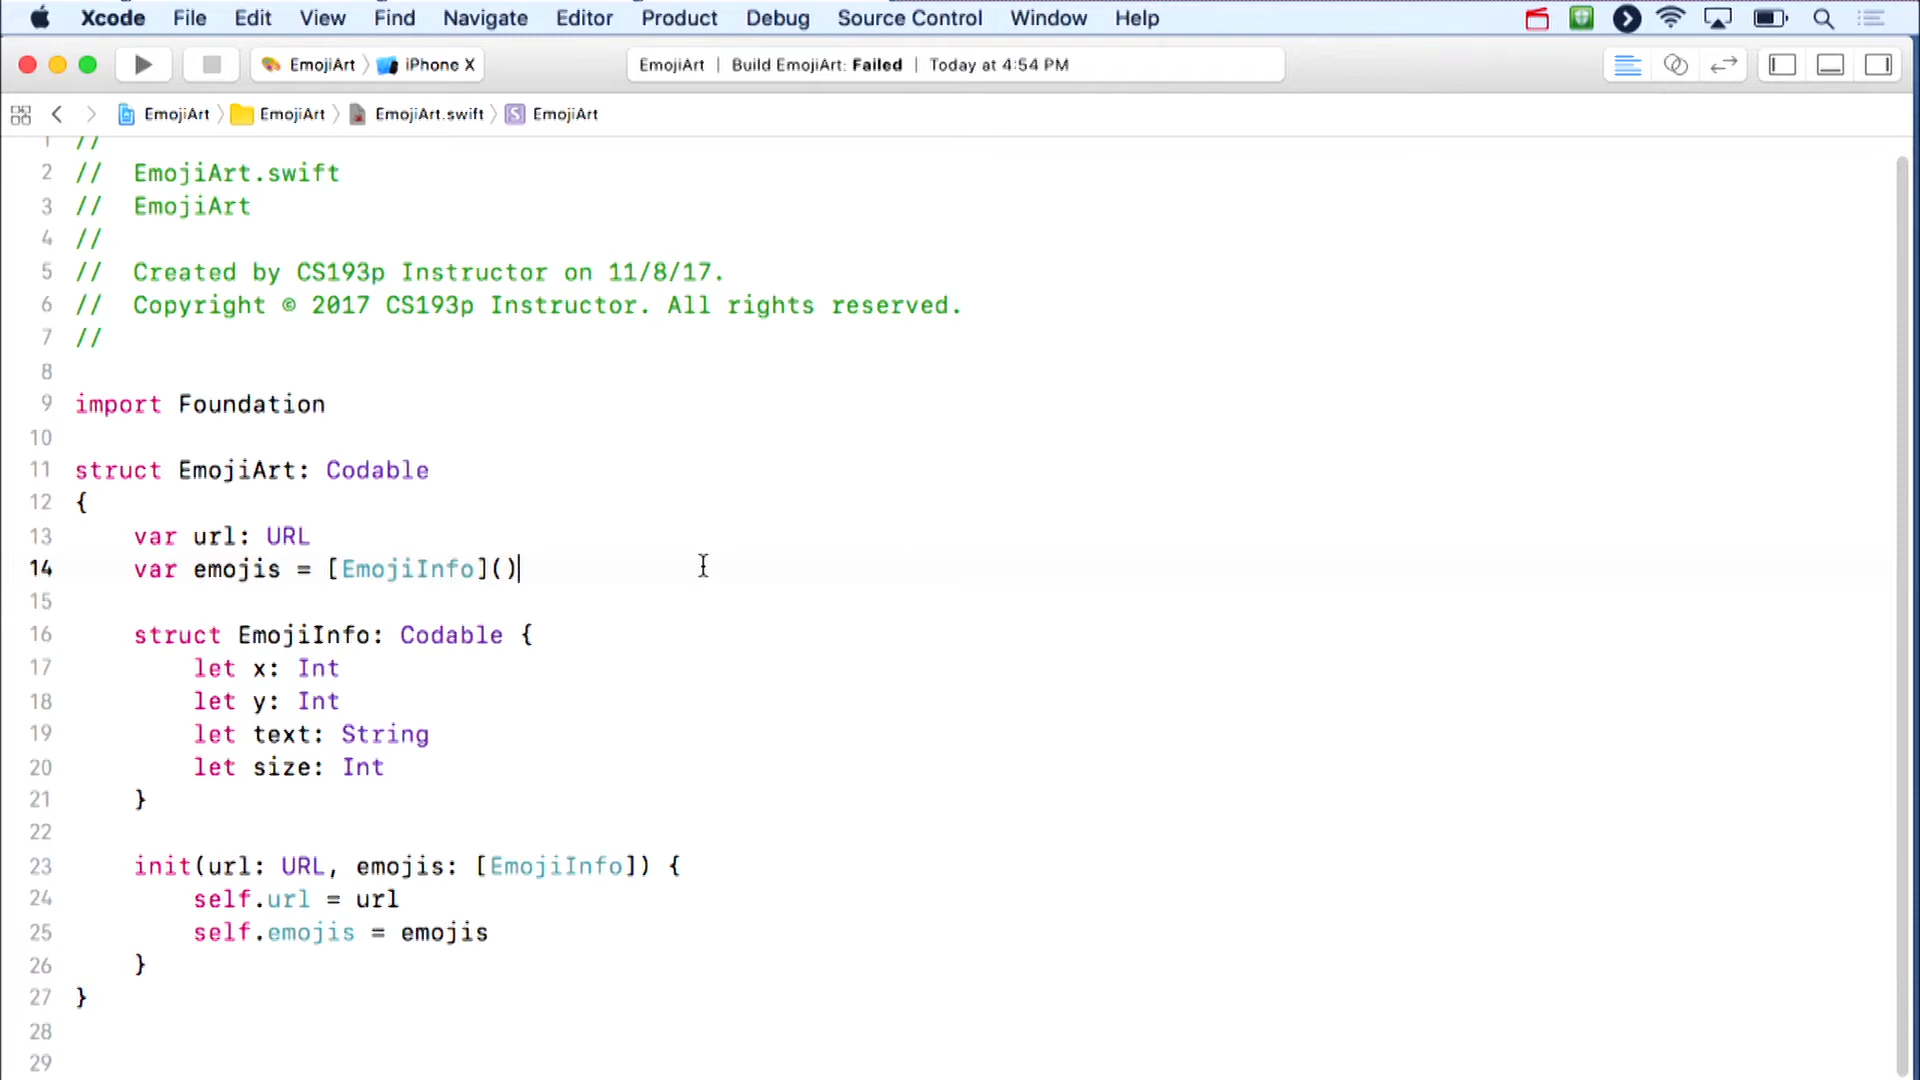 Xcode File Edit View Find Navigate Editor Product Debug Source Control Window Help
EmojiArt iPhone X EmojiArt | Build EmojiArt: Failed | Today at 4:54 PM
EmojiArt EmojiArt EmojiArt.swift S EmojiArt
1 //
2 //  EmojiArt.swift
3 //  EmojiArt
4 //
5 //  Created by CS193p Instructor on 11/8/17.
6 //  Copyright © 2017 CS193p Instructor. All rights reserved.
7 //
8
9 import Foundation
10
11 struct EmojiArt: Codable
12 {
13     var url: URL
14     var emojis = [EmojiInfo]()
15
16     struct EmojiInfo: Codable {
17         let x: Int
18         let y: Int
19         let text: String
20         let size: Int
21     }
22
23     init(url: URL, emojis: [EmojiInfo]) {
24         self.url = url
25         self.emojis = emojis
26     }
27 }
28
29